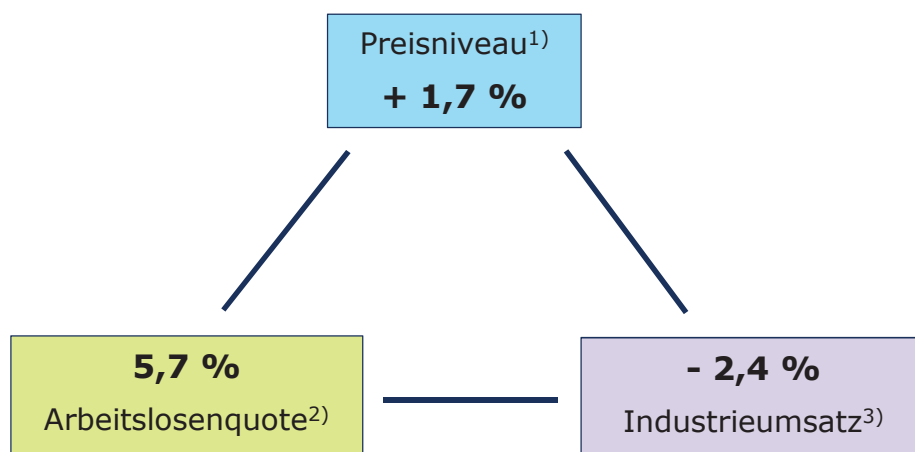 Preisniveau1)
+ 1,7 %
5,7 %
Arbeitslosenquote2)
- 2,4 %
Industrieumsatz3)